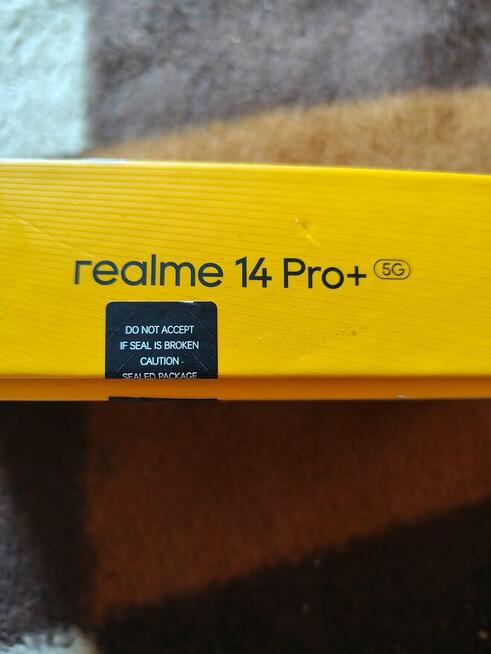 realme 14 Pro+ 5G
DO NOT ACCEPT
IF SEAL IS BROKEN
CAUTION -
SEALED PACKAGE